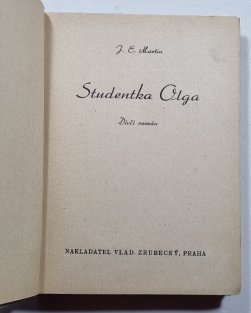 J. E. Martin
Studentka Olga
Dívčí román
NAKLADATEL VLAD. ZRUBECKÝ, PRAHA